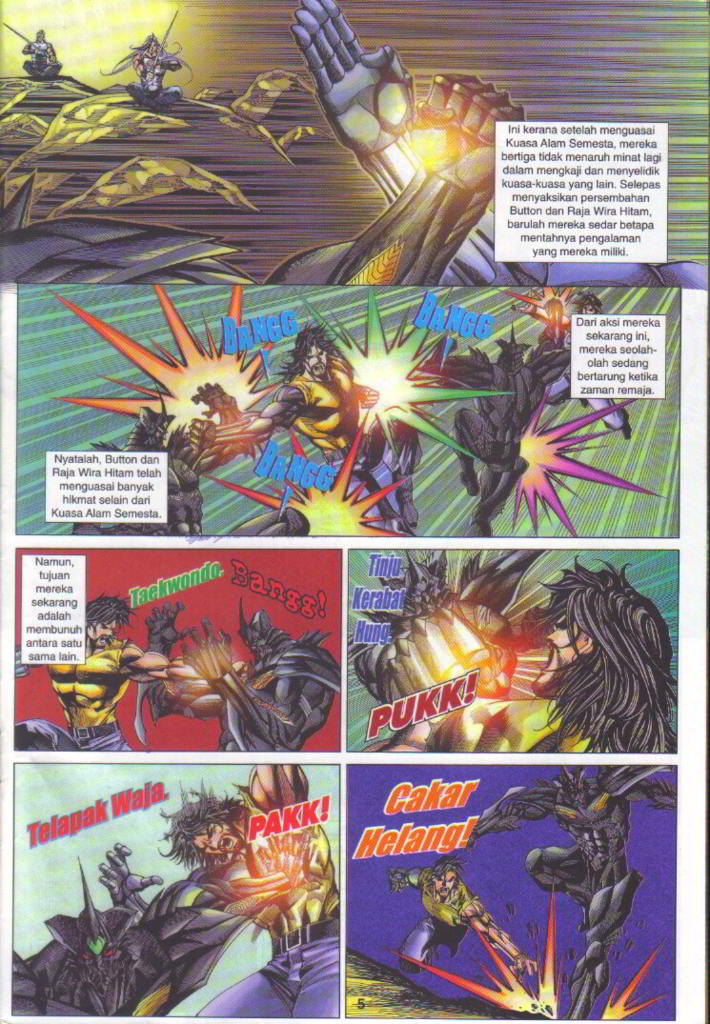 Ini kerana setelah menguasai
Kuasa Alam Semesta, mereka
bertiga tidak menaruh minat lagi
dalam mengkaji dan menyelidik
kuasa-kuasa yang lain. Selepas
menyaksikan persembahan
Button dan Raja Wira Hitam,
barulah mereka sedar betapa
mentahnya pengalaman
yang mereka miliki.
BANGG
BANGG
Dari aksi mereka
sekarang ini,
mereka seolah-
olah sedang
bertarung ketika
zaman remaja.
BANGG
Nyatalah, Button dan
Raja Wira Hitam telah
menguasai banyak
hikmat selain dari
Kuasa Alam Semesta.
Namun,
tujuan
mereka
sekarang
adalah
membunuh
antara satu
sama lain.
Taekwondo.
Bangg!
Tinju
Kerabat
Hung.
PUKK!
Telapak Waja.
PAKK!
Cakar
Helang!
5